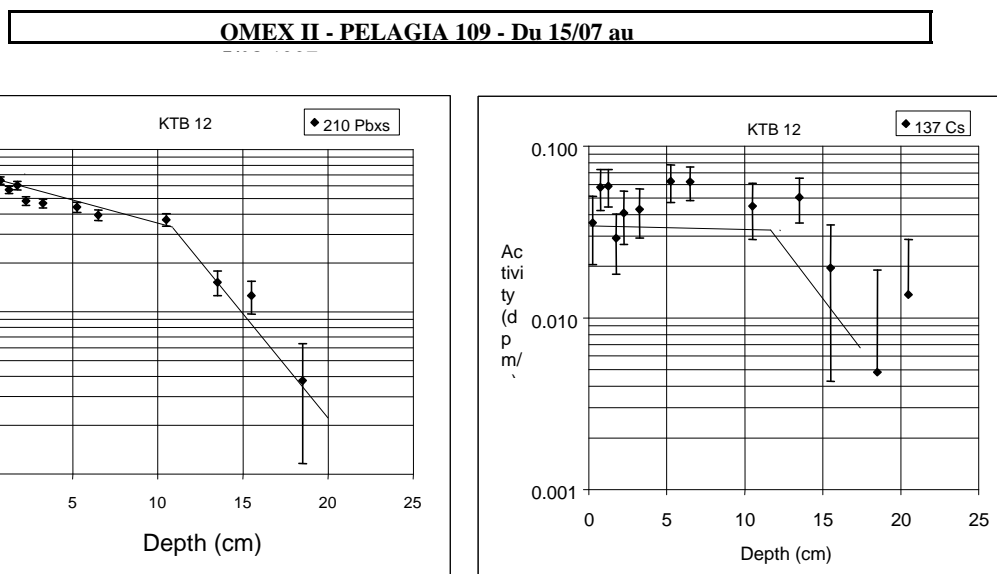 OMEX II - PELAGIA 109 - Du 15/07 au
KTB 12
210 Pbxs
5
10
15
20
25
Depth (cm)
KTB 12
137 Cs
0.100
0.010
0.001
Ac
tivi
ty
(d
p
m/
0
5
10
15
20
25
Depth (cm)